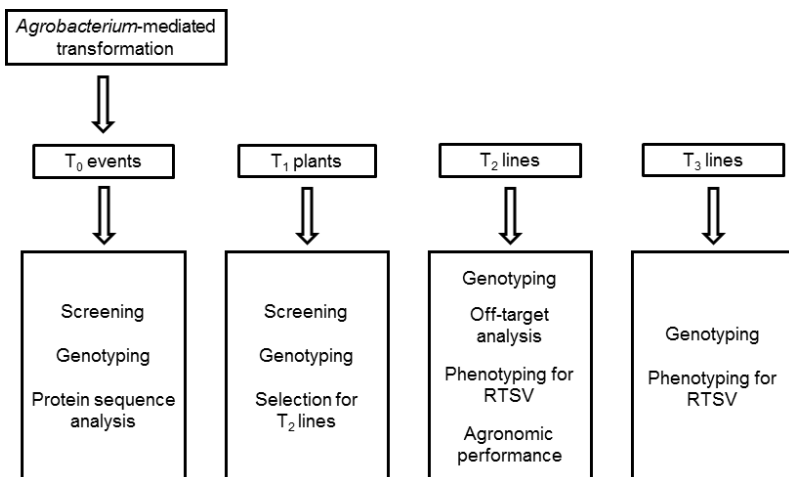 Agrobacterium-mediated
transformation
T0 events
T1 plants
T2 lines
T3 lines
Screening
Genotyping
Protein sequence
analysis
Screening
Genotyping
Selection for
T2 lines
Genotyping
Off-target
analysis
Phenotyping for
RTSV
Agronomic
performance
Genotyping
Phenotyping for
RTSV